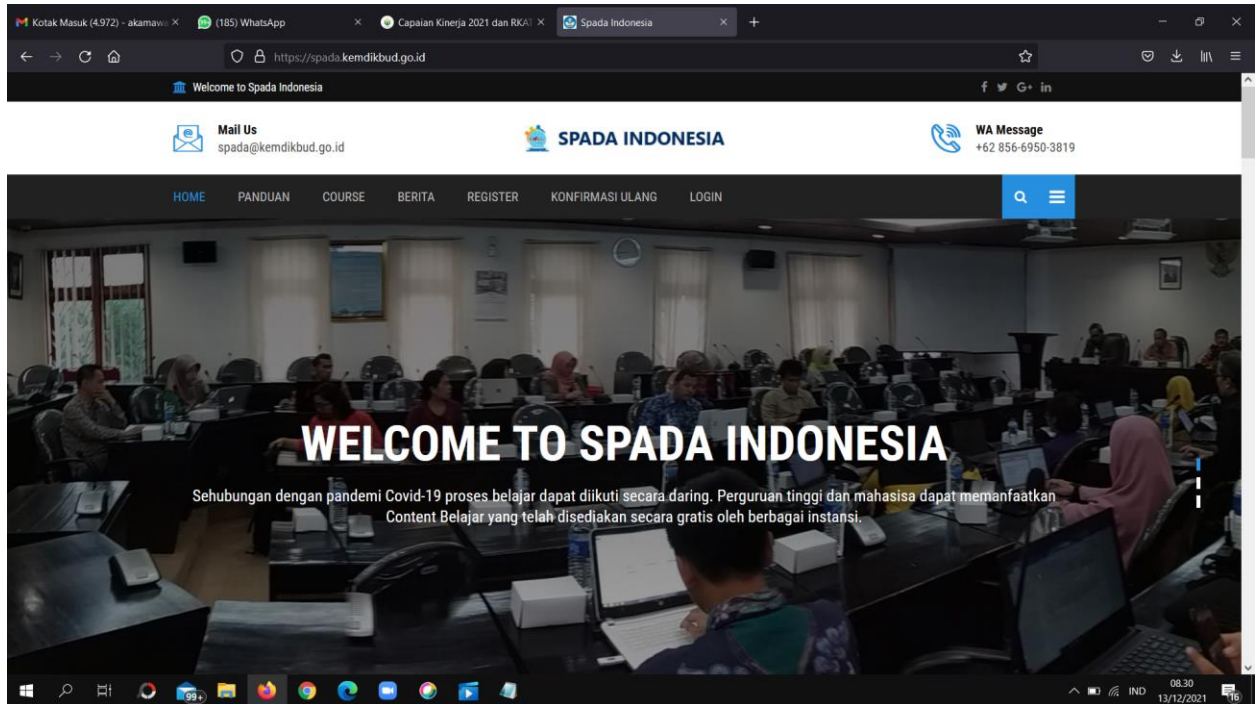 Kotak Masuk (4.972) - akamawa
(185) WhatsApp
Capaian Kinerja 2021 dan RKAT
Spada Indonesia
https://spada.kemdikbud.go.id
Welcome to Spada Indonesia
f G+ in
Mail Us
spada@kemdikbud.go.id
SPADA INDONESIA
WA Message
+62 856-6950-3819
HOME PANDUAN COURSE BERITA REGISTER KONFIRMASI ULANG LOGIN
WELCOME TO SPADA INDONESIA
Sehubungan dengan pandemi Covid-19 proses belajar dapat diikuti secara daring. Perguruan tinggi dan mahasisa dapat memanfaatkan
Content Belajar yang telah disediakan secara gratis oleh berbagai instansi.
99+
IND
08.30
13/12/2021
16